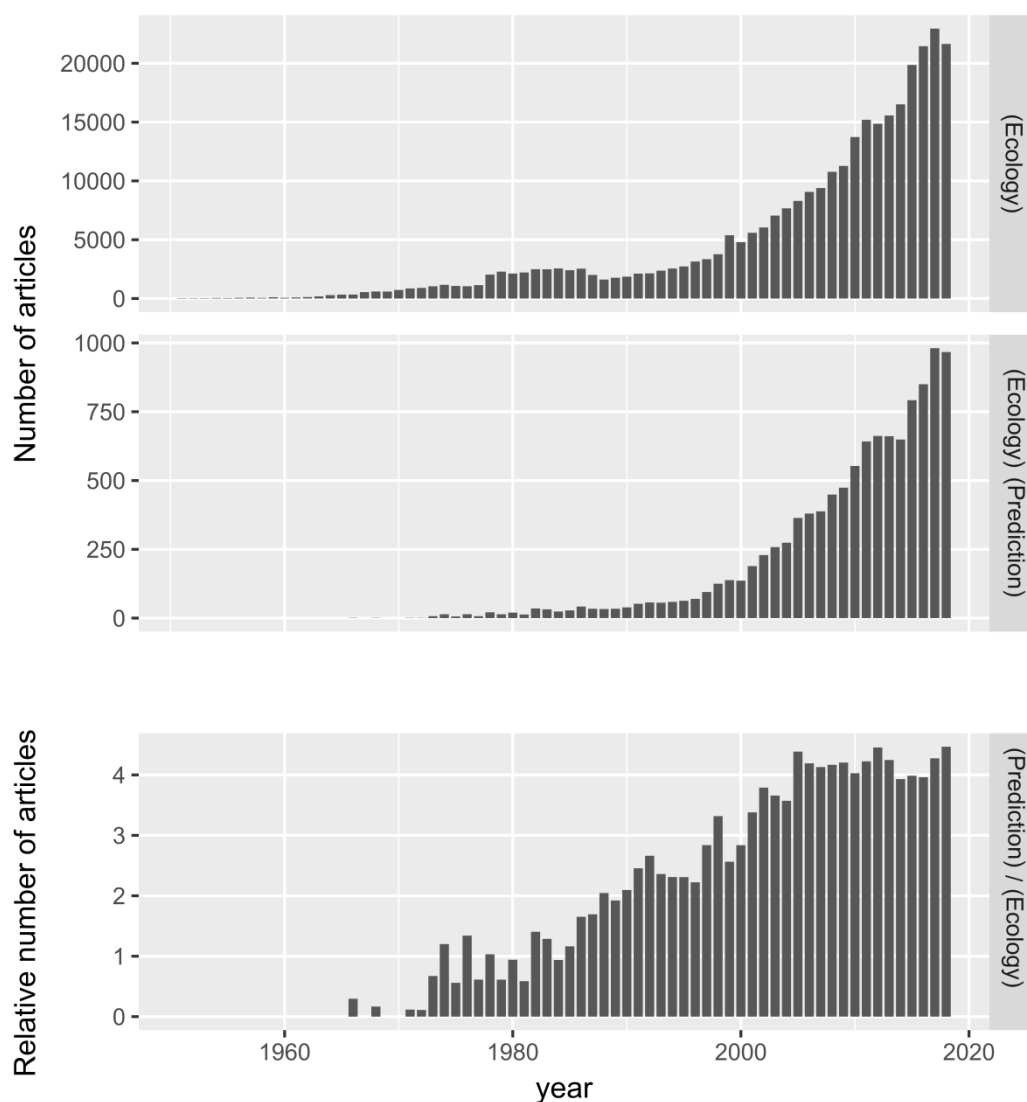 Number of articles
20000
15000
10000
5000
0
(Ecology)
1000
750
500
250
0
(Ecology) (Prediction)
Relative number of articles
4
3
2
1
0
(Prediction) / (Ecology)
1960 1980 2000 2020
year